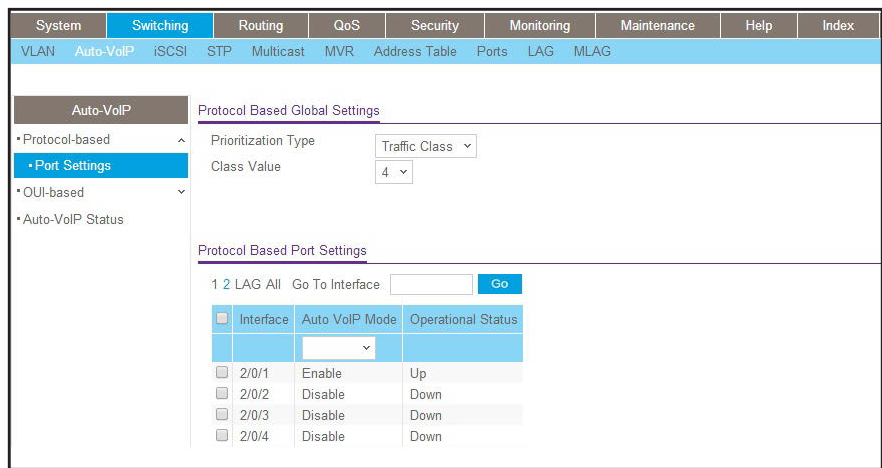 System Switching Routing QoS Security Monitoring Maintenance Help Index
VLAN Auto-VoIP iSCSI STP Multicast MVR Address Table Ports LAG MLAG
Auto-VoIP
Protocol-based
Port Settings
OUI-based
Auto-VoIP Status
Protocol Based Global Settings
Prioritization Type Traffic Class
Class Value 4
Protocol Based Port Settings
1 2 LAG All Go To Interface Go
Interface Auto VoIP Mode Operational Status
2/0/1 Enable Up
2/0/2 Disable Down
2/0/3 Disable Down
2/0/4 Disable Down